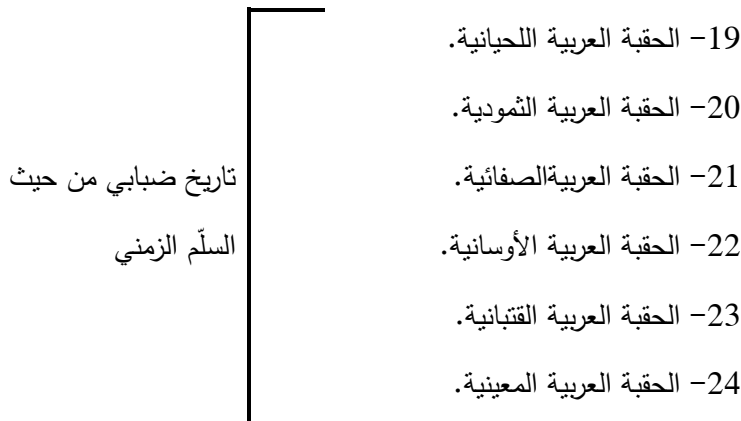 19- الحقبة العربية اللحيانية.
20- الحقبة العربية الثمودية.
21- الحقبة العربيةالصفائية.
22- الحقبة العربية الأوسانية.
23- الحقبة العربية القتبانية.
24- الحقبة العربية المعينية.
تاريخ ضبابي من حيث
السلّم الزمني